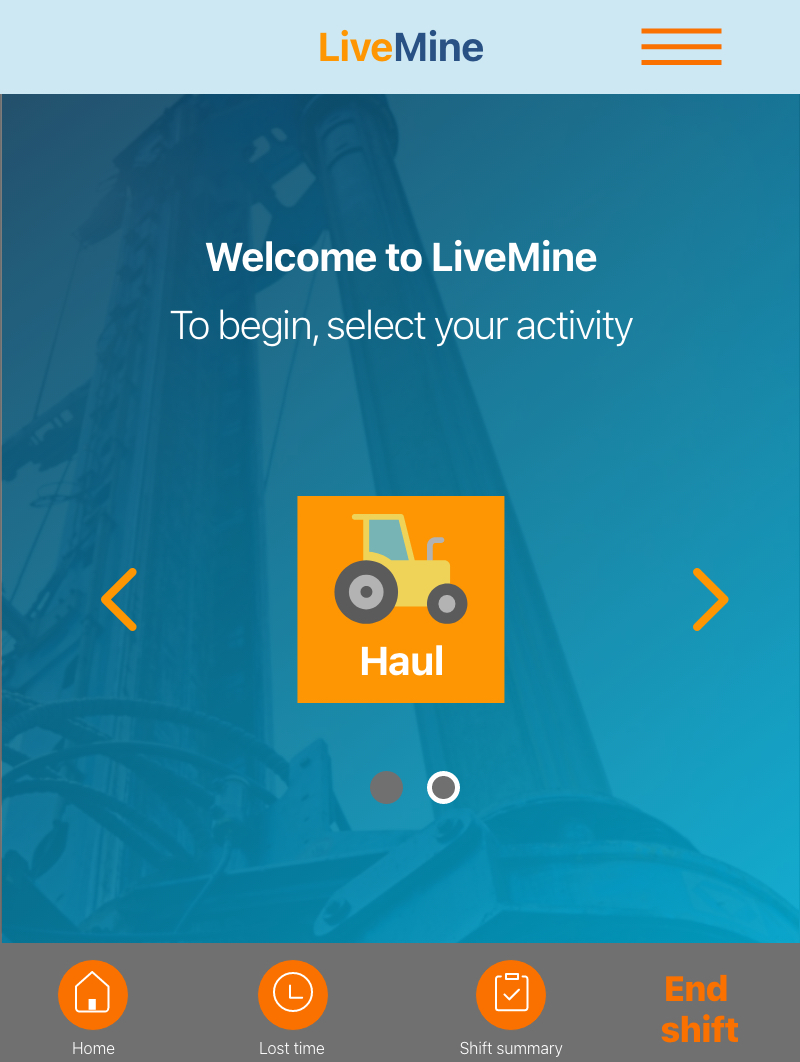 LiveMine
Welcome to LiveMine
To begin, select your activity
Haul
Home
Lost time
Shift summary
End
shift